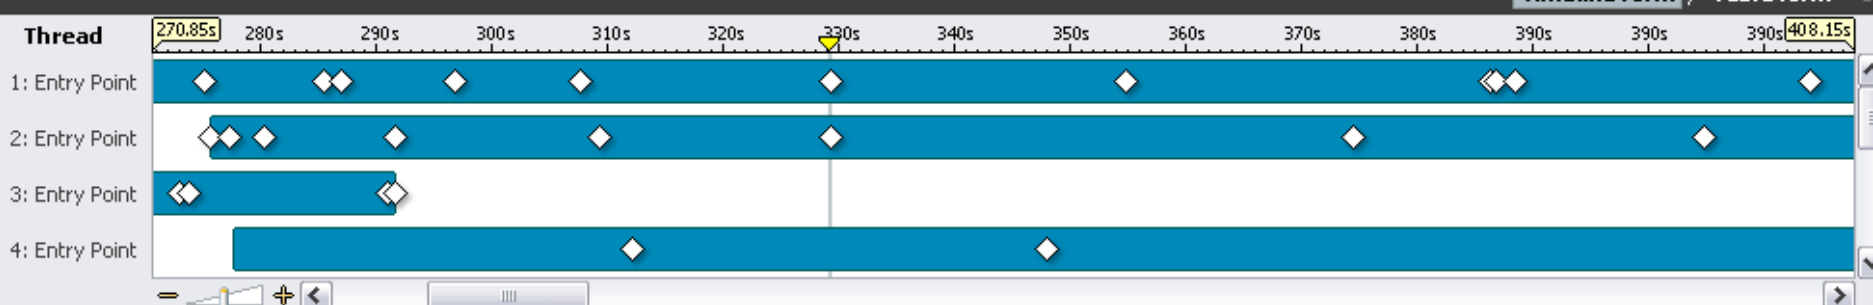 Thread 270.85s 280s 290s 300s 310s 320s 330s 340s 350s 360s 370s 380s 390s 390s 390s 408.15s
1: Entry Point
2: Entry Point
3: Entry Point
4: Entry Point